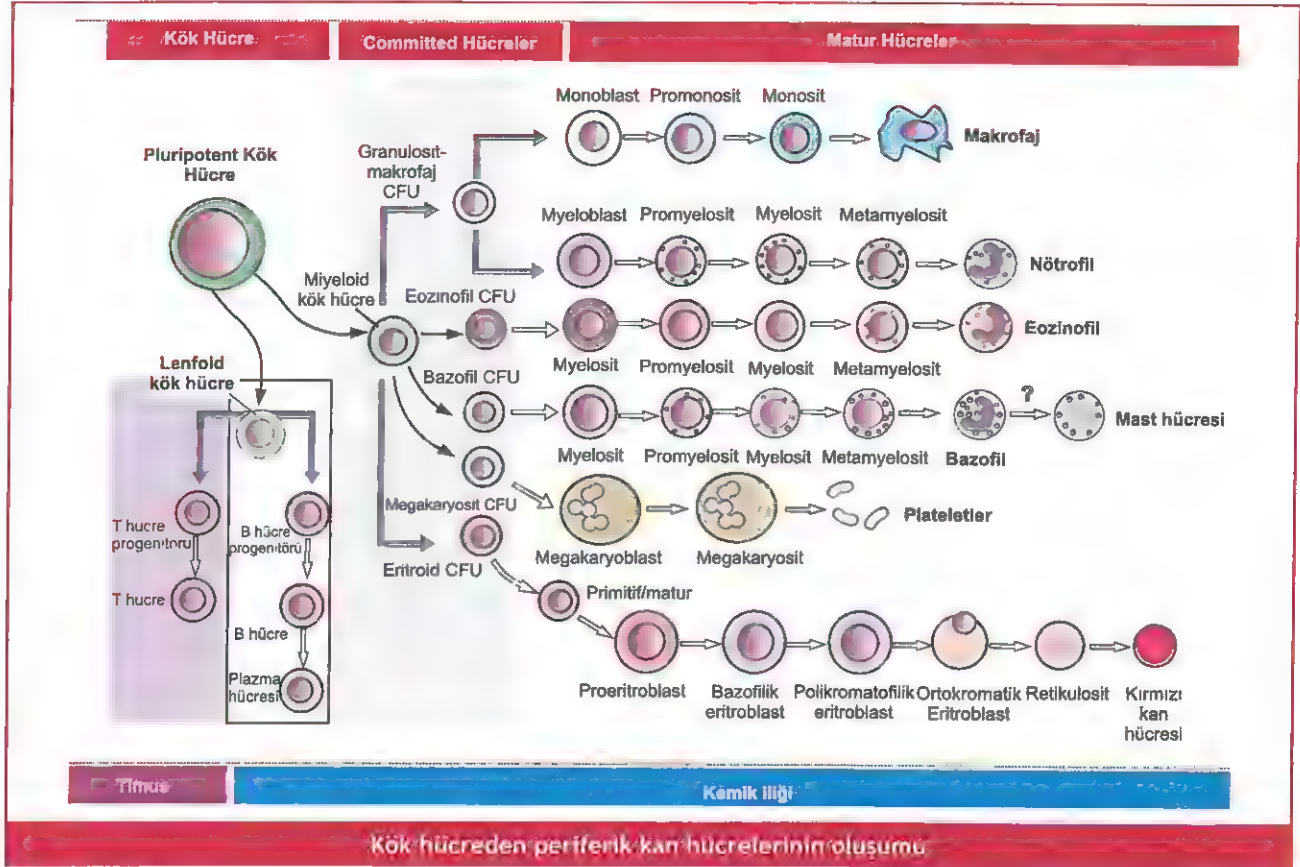 Kök Hücre
Committed Hücreler
Matur Hücreler
Monoblast Promonosit Monosit
Makrofaj
Pluripotent Kök
Hücre
Granulosit-
makrofaj
CFU
Myeloblast Promyelosit Myelosit Metamyelosit
Nötrofil
Miyeloid
kök hücre
Eozinofil CFU
Eozinofil
Myelosit Promyelosit Myelosit Metamyelosit
Lenfold
kök hücre
Bazofil CFU
?
Mast hücresi
Myelosit Promyelosit Myelosit Metamyelosit Bazofil
Megakaryosit CFU
Plateletler
Megakaryoblast Megakaryosit
T hucre
progenitoru
B hücre
progenitörü
Eritroid CFU
Primitif/matur
T hucre
B hücre
Plazma
hücresi
Proeritroblast
Bazofilik
eritroblast
Polikromatofilik
eritroblast
Ortokromatik
Eritroblast
Retikulosit
Kırmızı
kan
hücresi
Timus
Kemik iliği
Kök hücreden periferik kan hücrelerinin oluşumu